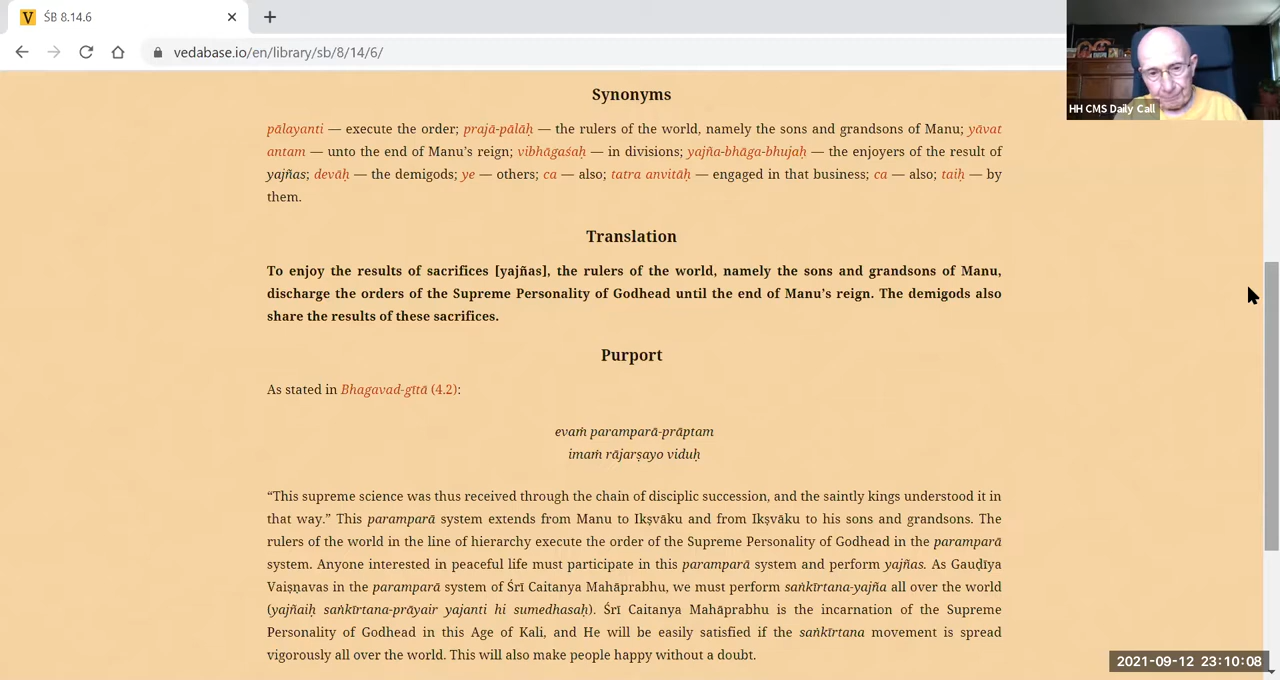 ŚB 8.14.6
vedabase.io/en/library/sb/8/14/6/
HH CMS Daily Call
Synonyms
pālayanti — execute the order; prajā-pālāḥ — the rulers of the world, namely the sons and grandsons of Manu; yāvat
antam — unto the end of Manu’s reign; vibhāgaśaḥ — in divisions; yajña-bhāga-bhujaḥ — the enjoyers of the result of
yajñas; devāḥ — the demigods; ye — others; ca — also; tatra anvitāḥ — engaged in that business; ca — also; taiḥ — by
them.
Translation
To enjoy the results of sacrifices [yajñas], the rulers of the world, namely the sons and grandsons of Manu,
discharge the orders of the Supreme Personality of Godhead until the end of Manu’s reign. The demigods also
share the results of these sacrifices.
Purport
As stated in Bhagavad-gītā (4.2):
evaṁ paramparā-prāptam
imaṁ rājarṣayo viduḥ
“This supreme science was thus received through the chain of disciplic succession, and the saintly kings understood it in
that way.” This paramparā system extends from Manu to Ikṣvāku and from Ikṣvāku to his sons and grandsons. The
rulers of the world in the line of hierarchy execute the order of the Supreme Personality of Godhead in the paramparā
system. Anyone interested in peaceful life must participate in this paramparā system and perform yajñas. As Gauḍīya
Vaiṣṇavas in the paramparā system of Śrī Caitanya Mahāprabhu, we must perform saṅkīrtana-yajña all over the world
(yajñaiḥ saṅkīrtana-prāyair yajanti hi sumedhasaḥ). Śrī Caitanya Mahāprabhu is the incarnation of the Supreme
Personality of Godhead in this Age of Kali, and He will be easily satisfied if the saṅkīrtana movement is spread
vigorously all over the world. This will also make people happy without a doubt.
2021-09-12 23:10:08